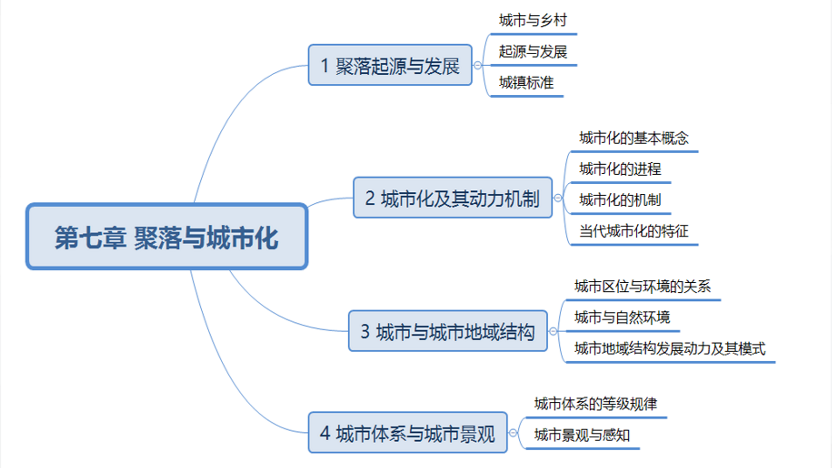 第七章 聚落与城市化
1 聚落起源与发展
城市与乡村
起源与发展
城镇标准
2 城市化及其动力机制
城市化的基本概念
城市化的进程
城市化的机制
当代城市化的特征
3 城市与城市地域结构
城市区位与环境的关系
城市与自然环境
城市地域结构发展动力及其模式
4 城市体系与城市景观
城市体系的等级规律
城市景观与感知